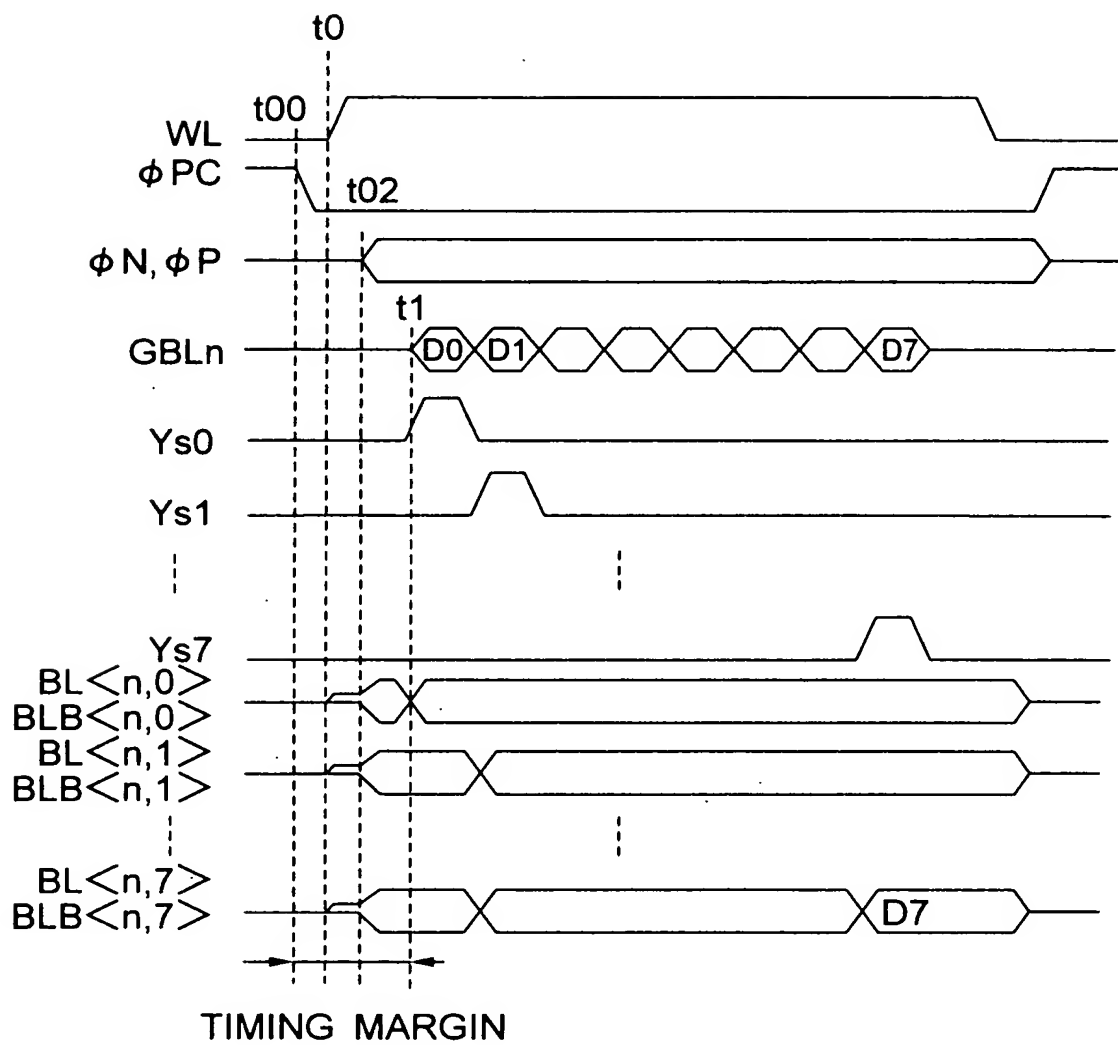 t0
t00
WL
φPC
t02
φN, φP
t1
GBLn D0 D1 D7
Ys0
Ys1
Ys7
BL<n,0>
BLB<n,0>
BL<n,1>
BLB<n,1>
BL<n,7>
BLB<n,7> D7
TIMING MARGIN